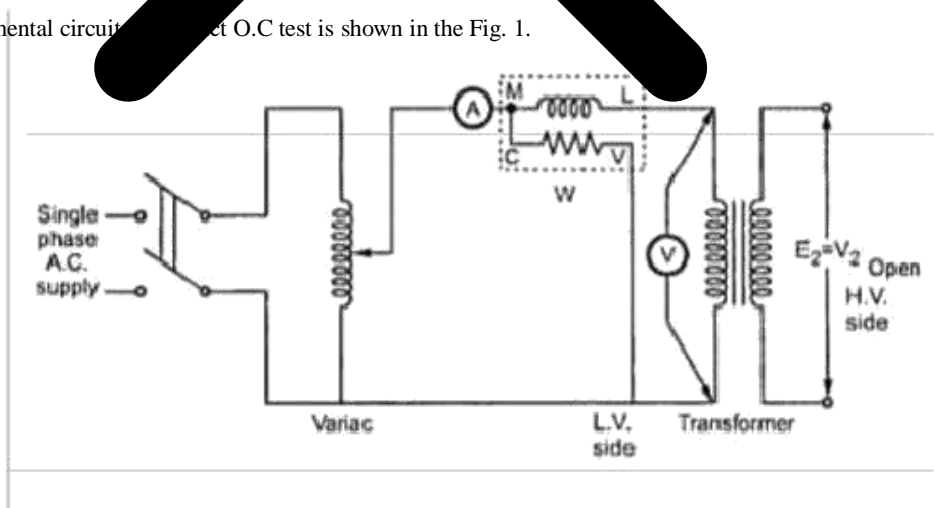 ental circuit
O.C test is shown in the Fig. 1.
A
M
L
C
V
W
Single
phase
A.C.
supply
V
E₂=V₂
Open
H.V.
side
Variac
L.V.
side
Transformer